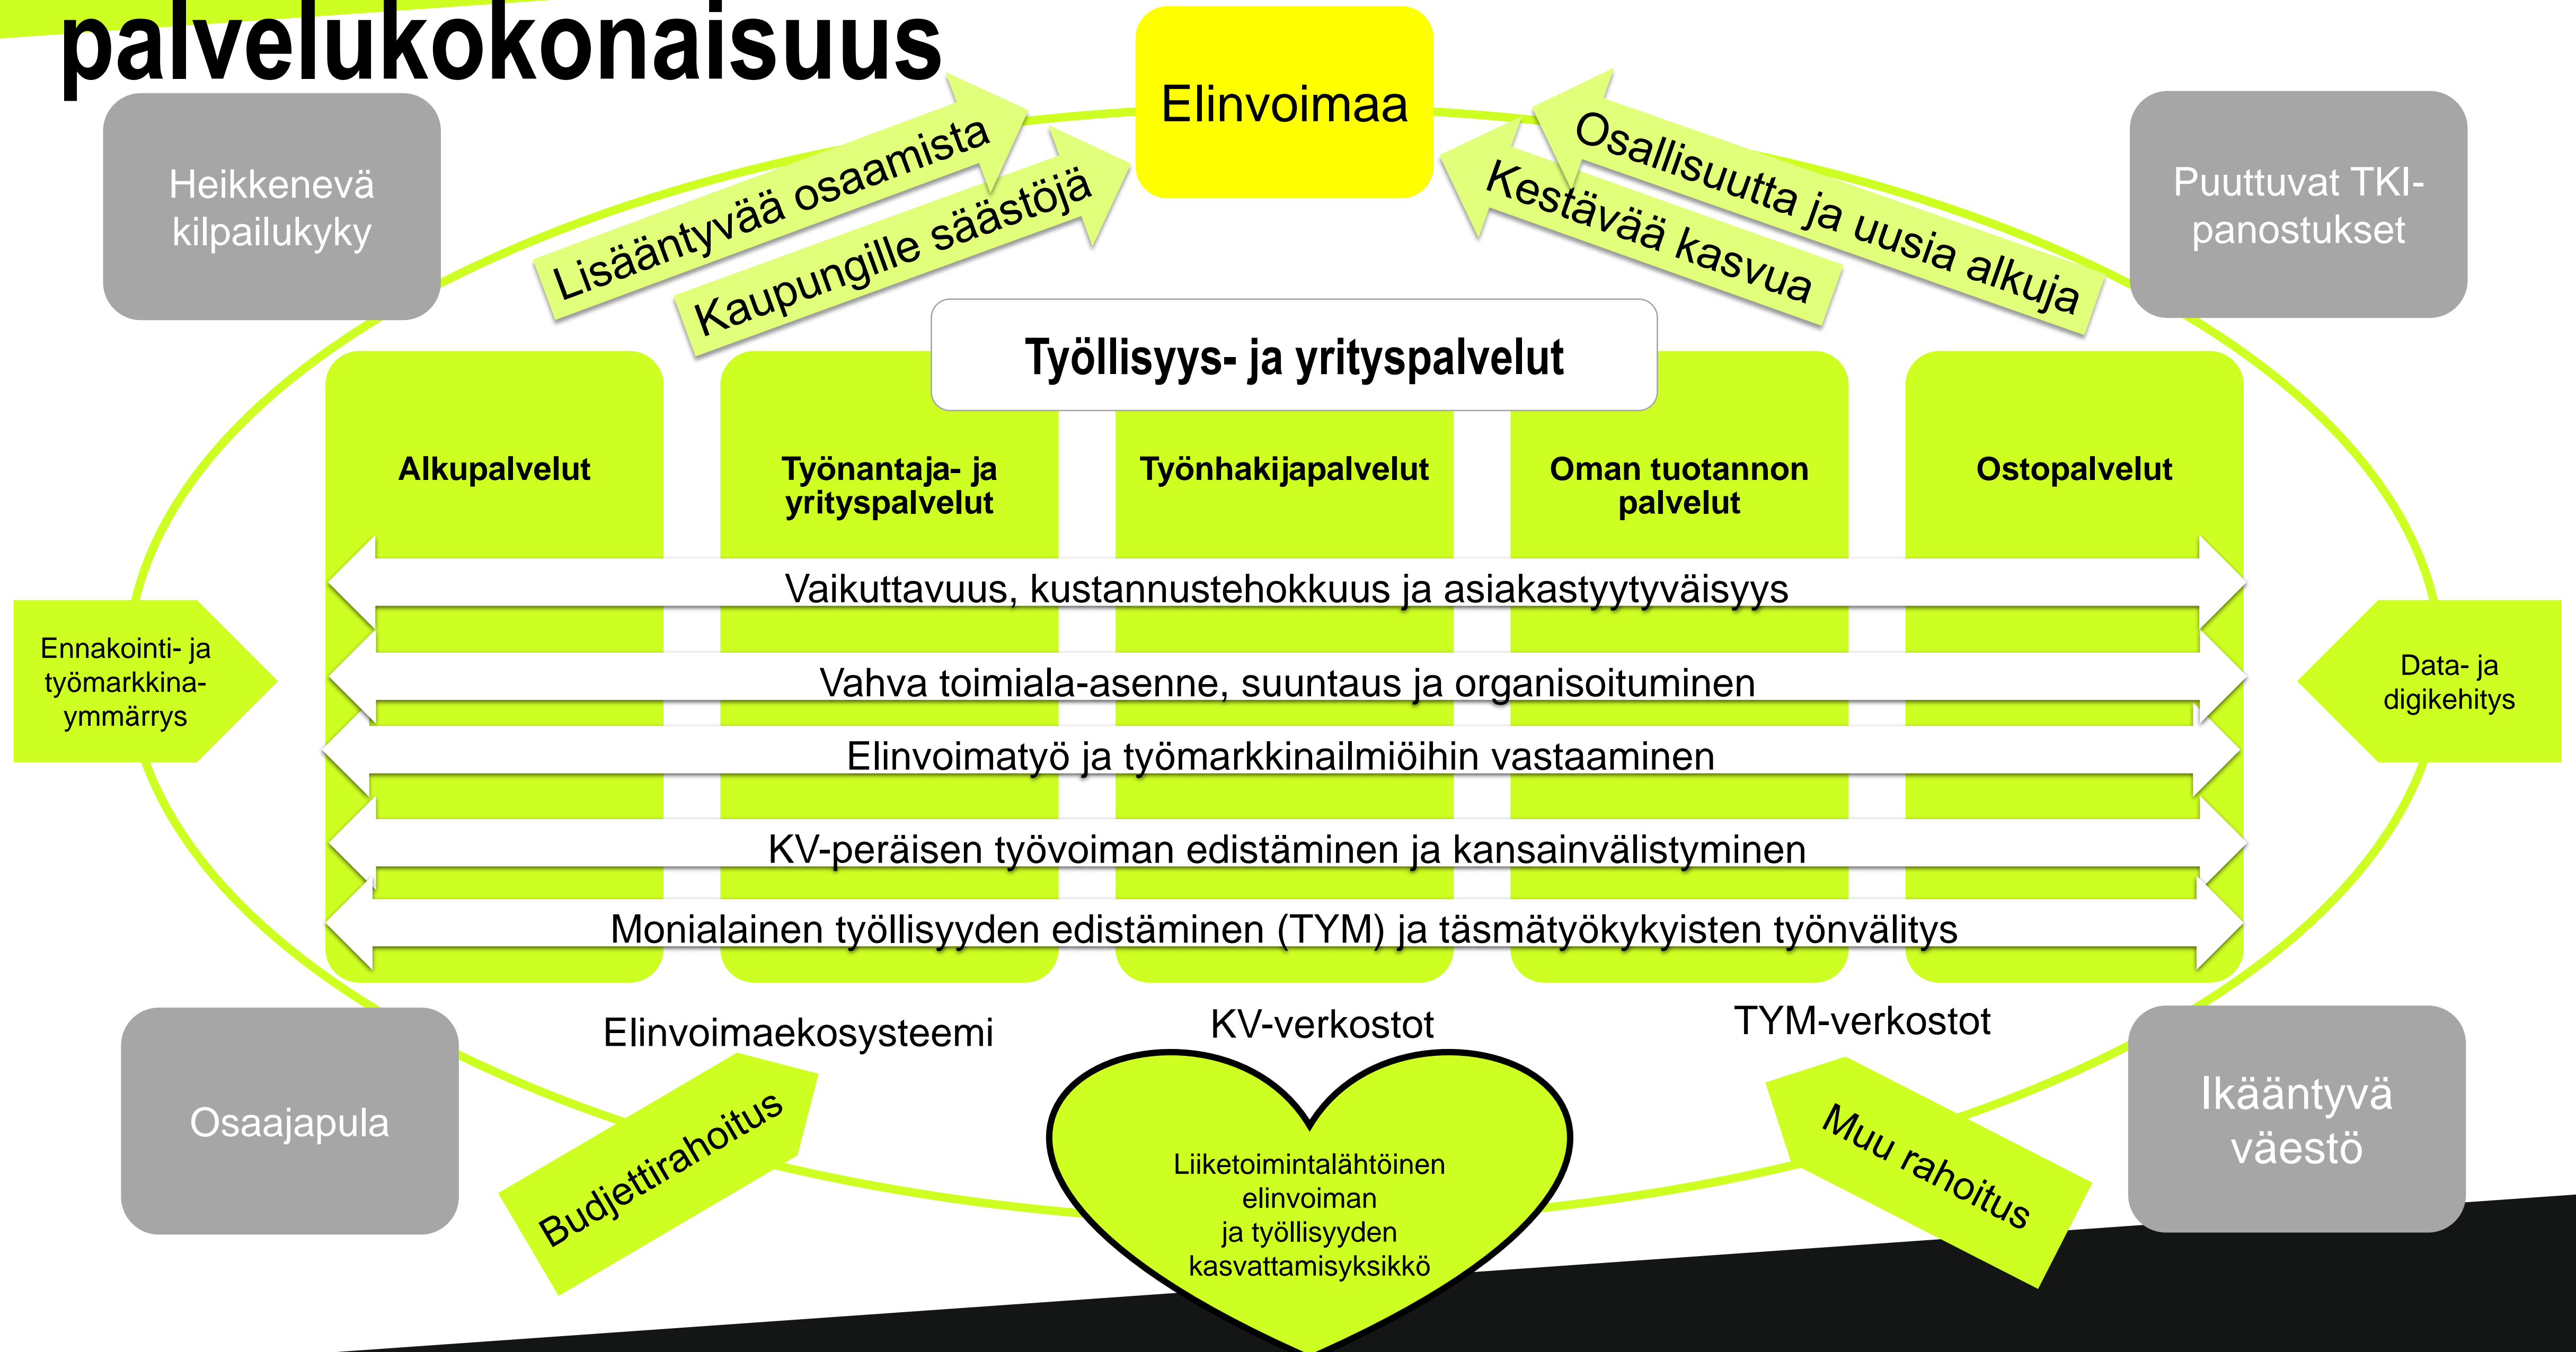 palvelukokonaisuus
Elinvoimaa
Heikkenevä
kilpailukyky
Lisääntyvää osaamista
Kaupungille säästöjä
Osallisuutta ja uusia alkuja
Kestävää kasvua
Puuttuvat TKI-
panostukset
Työllisyys- ja yrityspalvelut
Alkupalvelut
Työnantaja- ja
yrityspalvelut
Työnhakijapalvelut
Oman tuotannon
palvelut
Ostopalvelut
Vaikuttavuus, kustannustehokkuus ja asiakastyytyväisyys
Vahva toimiala-asenne, suuntaus ja organisoituminen
Elinvoimatyö ja työmarkkinailmiöihin vastaaminen
KV-peräisen työvoiman edistäminen ja kansainvälistyminen
Monialainen työllisyyden edistäminen (TYM) ja täsmätyökykyisten työnvälitys
Ennakointi- ja
työmarkkina-
ymmärrys
Data- ja
digikehitys
Elinvoimaekosysteemi
KV-verkostot
TYM-verkostot
Osaajapula
Budjettirahoitus
Liiketoimintalähtöinen
elinvoiman
ja työllisyyden
kasvattamisyksikkö
Muu rahoitus
Ikääntyvä
väestö